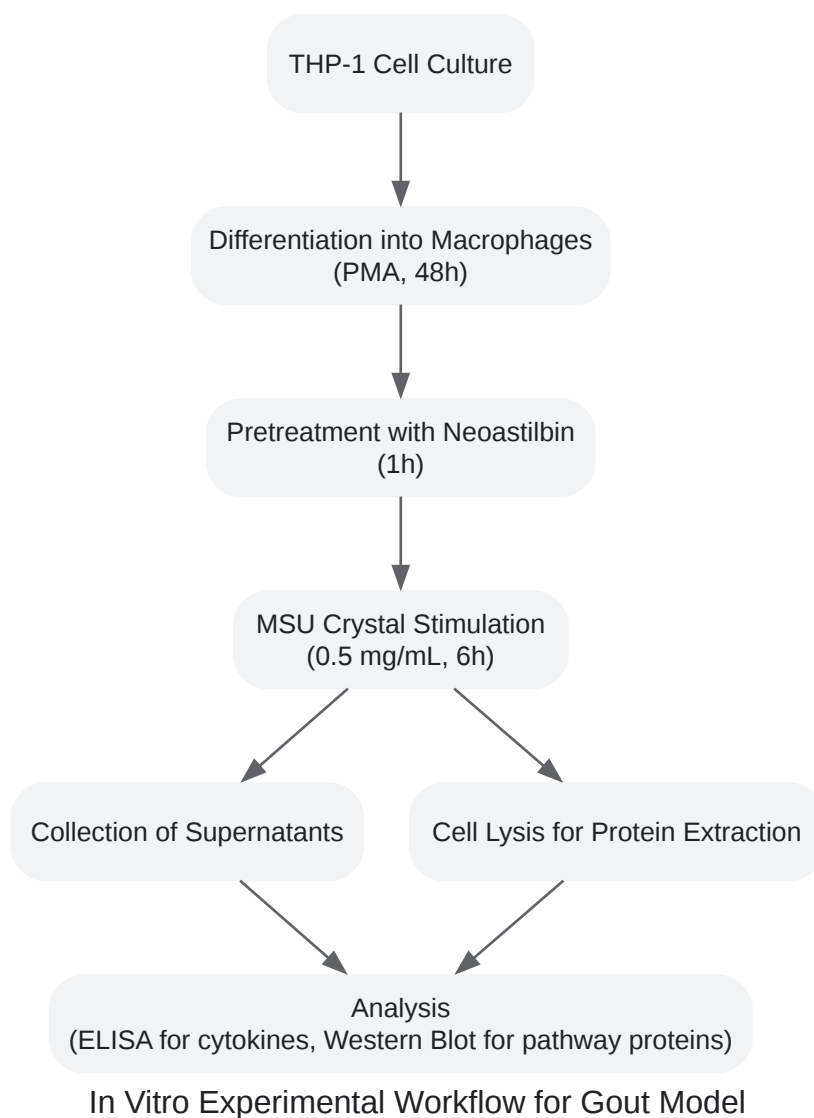 THP-1 Cell Culture
Differentiation into Macrophages
(PMA, 48h)
Pretreatment with Neoastilbin
(1h)
MSU Crystal Stimulation
(0.5 mg/mL, 6h)
Collection of Supernatants
Cell Lysis for Protein Extraction
Analysis
(ELISA for cytokines, Western Blot for pathway proteins)
In Vitro Experimental Workflow for Gout Model